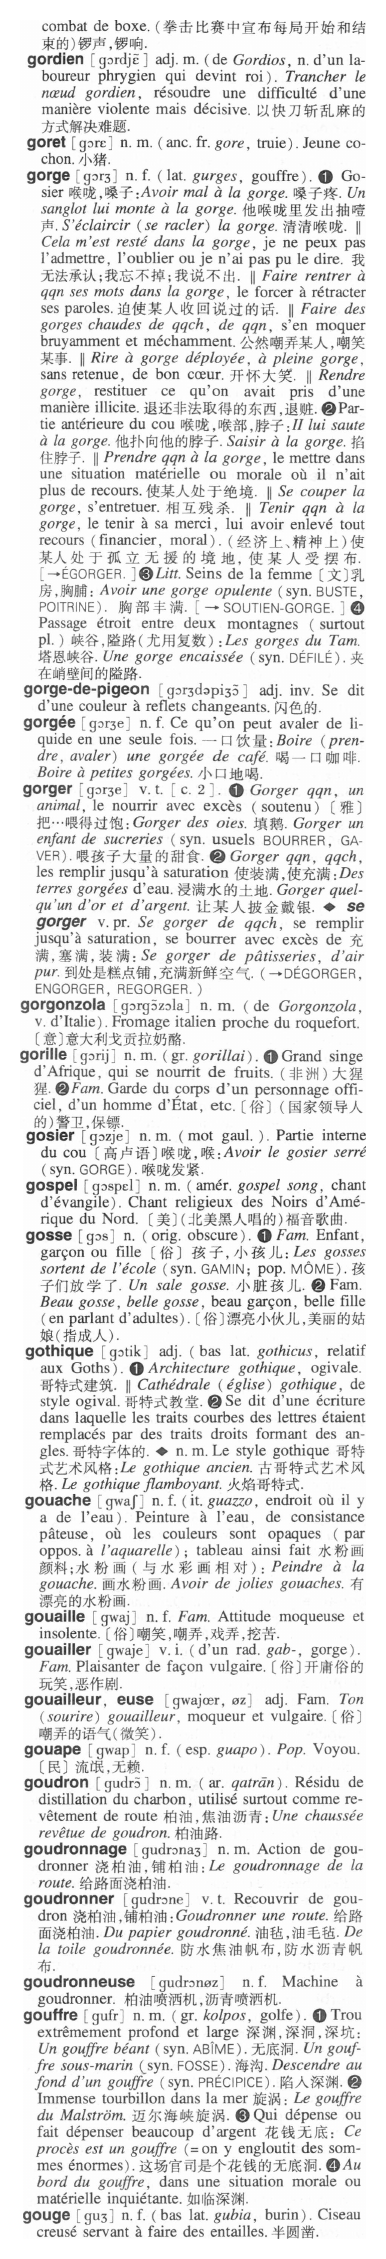 combat de boxe. (拳击比赛中宣布每局开始和结
束的)锣声,锣响.
gordien [gɔrdjɛ̃] adj. m. (de Gordios, n. d'un la-
boureur phrygien qui devint roi). Trancher le
nœud gordien, résoudre une difficulté d'une
manière violente mais décisive. 以快刀斩乱麻的
方式解决难题.
goret [gɔrɛ] n. m. (anc. fr. gore, truie). Jeune co-
chon. 小猪.
gorge [gɔrʒ] n. f. (lat. gurges, gouffre). ❶ Go-
sier 喉咙,嗓子:Avoir mal à la gorge. 嗓子疼. Un
sanglot lui monte à la gorge. 他喉咙里发出抽噎
声. S'éclaircir (se racler) la gorge. 清清喉咙. ‖
Cela m'est resté dans la gorge, je ne peux pas
l'admettre, l'oublier ou je n'ai pas pu le dire. 我
无法承认;我忘不掉;我说不出. ‖ Faire rentrer à
qqn ses mots dans la gorge, le forcer à rétracter
ses paroles. 迫使某人收回说过的话. ‖ Faire des
gorges chaudes de qqch, de qqn, s'en moquer
bruyamment et méchamment. 公然嘲弄某人,嘲笑
某事. ‖ Rire à gorge déployée, à pleine gorge,
sans retenue, de bon cœur. 开怀大笑. ‖ Rendre
gorge, restituer ce qu'on avait pris d'une
manière illicite. 退还非法取得的东西,退赃. ❷ Par-
tie antérieure du cou 喉咙,喉部,脖子:Il lui saute
à la gorge. 他扑向他的脖子. Saisir à la gorge. 掐
住脖子. ‖ Prendre qqn à la gorge, le mettre dans
une situation matérielle ou morale où il n'ait
plus de recours. 使某人处于绝境. ‖ Se couper la
gorge, s'entretuer. 相互残杀. ‖ Tenir qqn à la
gorge, le tenir à sa merci, lui avoir enlevé tout
recours (financier, moral). (经济上、精神上)使
某人处于孤立无援的境地, 使某人受摆布.
[→ÉGORGER.] ❸ Litt. Seins de la femme [文]乳
房,胸脯: Avoir une gorge opulente (syn. BUSTE,
POITRINE). 胸部丰满. [→ SOUTIEN-GORGE.] ❹
Passage étroit entre deux montagnes (surtout
pl.) 峡谷,隘路(尤用复数):Les gorges du Tam.
塔恩峡谷. Une gorge encaissée (syn. DÉFILÉ). 夹
在峭壁间的隘路.
gorge-de-pigeon [gɔrʒdəpiʒɔ̃] adj. inv. Se dit
d'une couleur à reflets changeants. 闪色的.
gorgée [gɔrʒe] n. f. Ce qu'on peut avaler de li-
quide en une seule fois. 一口饮量:Boire (pren-
dre, avaler) une gorgée de café. 喝一口咖啡.
Boire à petites gorgées. 小口地喝.
gorger [gɔrʒe] v. t. [c. 2]. ❶ Gorger qqn, un
animal, le nourrir avec excès (soutenu) 〔雅〕
把…喂得过饱:Gorger des oies. 填鹅. Gorger un
enfant de sucreries (syn. usuels BOURRER, GA-
VER). 喂孩子大量的甜食. ❷ Gorger qqn, qqch,
les remplir jusqu'à saturation 使装满,使充满:Des
terres gorgées d'eau. 浸满水的土地. Gorger quel-
qu'un d'or et d'argent. 让某人披金戴银. ◆ se
gorger v. pr. Se gorger de qqch, se remplir
jusqu'à saturation, se bourrer avec excès de 充
满,塞满,装满: Se gorger de pâtisseries, d'air
pur. 到处是糕点铺,充满新鲜空气. (→DÉGORGER,
ENGORGER, REGORGER.)
gorgonzola [gɔrgɔ̃zɔla] n. m. (de Gorgonzola,
v. d'Italie). Fromage italien proche du roquefort.
〔意〕意大利戈贡拉奶酪.
gorille [gɔrij] n. m. (gr. gorillai). ❶ Grand singe
d'Afrique, qui se nourrit de fruits. (非洲)大猩
猩. ❷ Fam. Garde du corps d'un personnage offi-
ciel, d'un homme d'État, etc. [俗] (国家领导人
的)警卫,保镖.
gosier [gɔzje] n. m. (mot gaul.). Partie interne
du cou 〔高卢语〕喉咙,喉:Avoir le gosier serré
(syn. GORGE). 喉咙发紧.
gospel [gɔspɛl] n. m. (amér. gospel song, chant
d'évangile). Chant religieux des Noirs d'Amé-
rique du Nord. 〔美〕(北美黑人唱的)福音歌曲.
gosse [gɔs] n. (orig. obscure). ❶ Fam. Enfant,
garçon ou fille 〔俗〕孩子,小孩儿:Les gosses
sortent de l'école (syn. GAMIN; pop. MÔME). 孩
子们放学了. Un sale gosse. 小脏孩儿. ❷ Fam.
Beau gosse, belle gosse, beau garçon, belle fille
(en parlant d'adultes). 〔俗〕漂亮小伙儿,美丽的姑
娘(指成人).
gothique [gɔtik] adj. (bas lat. gothicus, relatif
aux Goths). ❶ Architecture gothique, ogivale.
哥特式建筑. ‖ Cathédrale (église) gothique, de
style ogival. 哥特式教堂. ❷ Se dit d'une écriture
dans laquelle les traits courbes des lettres étaient
remplacés par des traits droits formant des an-
gles. 哥特字体的. ◆ n. m. Le style gothique 哥特
式艺术风格:Le gothique ancien. 古哥特式艺术风
格. Le gothique flamboyant. 火焰哥特式.
gouache [gwaʃ] n. f. (it. guazzo, endroit où il y
a de l'eau). Peinture à l'eau, de consistance
pâteuse, où les couleurs sont opaques (par
oppos. à l'aquarelle); tableau ainsi fait 水粉画
颜料;水粉画(与水彩画相对): Peindre à la
gouache. 画水粉画. Avoir de jolies gouaches. 有
漂亮的水粉画.
gouaille [gwaj] n. f. Fam. Attitude moqueuse et
insolente. 〔俗〕嘲笑,嘲弄,戏弄,挖苦.
gouailler [gwaje] v. i. (d'un rad. gab-, gorge).
Fam. Plaisanter de façon vulgaire. 〔俗〕开庸俗的
玩笑,恶作剧.
gouailleur, euse [gwajœr, øz] adj. Fam. Ton
(sourire) gouailleur, moqueur et vulgaire. 〔俗〕
嘲弄的语气(微笑).
gouape [gwap] n. f. (esp. guapo). Pop. Voyou.
〔民〕流氓,无赖.
goudron [gudrɔ̃] n. m. (ar. qatrān). Résidu de
distillation du charbon, utilisé surtout comme re-
vêtement de route 柏油,焦油沥青:Une chaussée
revêtue de goudron. 柏油路.
goudronnage [gudrɔnaʒ] n. m. Action de gou-
dronner 浇柏油,铺柏油:Le goudronnage de la
route. 给路面浇柏油.
goudronner [gudrɔne] v. t. Recouvrir de gou-
dron 浇柏油,铺柏油:Goudronner une route. 给路
面浇柏油. Du papier goudronné. 油毡,油毛毡. De
la toile goudronnée. 防水焦油帆布,防水沥青帆
布.
goudronneuse [gudrɔnøz] n. f. Machine à
goudronner. 柏油喷洒机,沥青喷洒机.
gouffre [gufr] n. m. (gr. kolpos, golfe). ❶ Trou
extrêmement profond et large 深渊,深洞,深坑:
Un gouffre béant (syn. ABÎME). 无底洞. Un gouf-
fre sous-marin (syn. FOSSE). 海沟. Descendre au
fond d'un gouffre (syn. PRÉCIPICE). 陷入深渊. ❷
Immense tourbillon dans la mer 旋涡: Le gouffre
du Malström. 迈尔海峡旋涡. ❸ Qui dépense ou
fait dépenser beaucoup d'argent 花钱无底: Ce
procès est un gouffre (= on y engloutit des som-
mes énormes). 这场官司是个花钱的无底洞. ❹ Au
bord du gouffre, dans une situation morale ou
matérielle inquiétante. 如临深渊.
gouge [guʒ] n. f. (bas lat. gubia, burin). Ciseau
creusé servant à faire des entailles. 半圆凿.